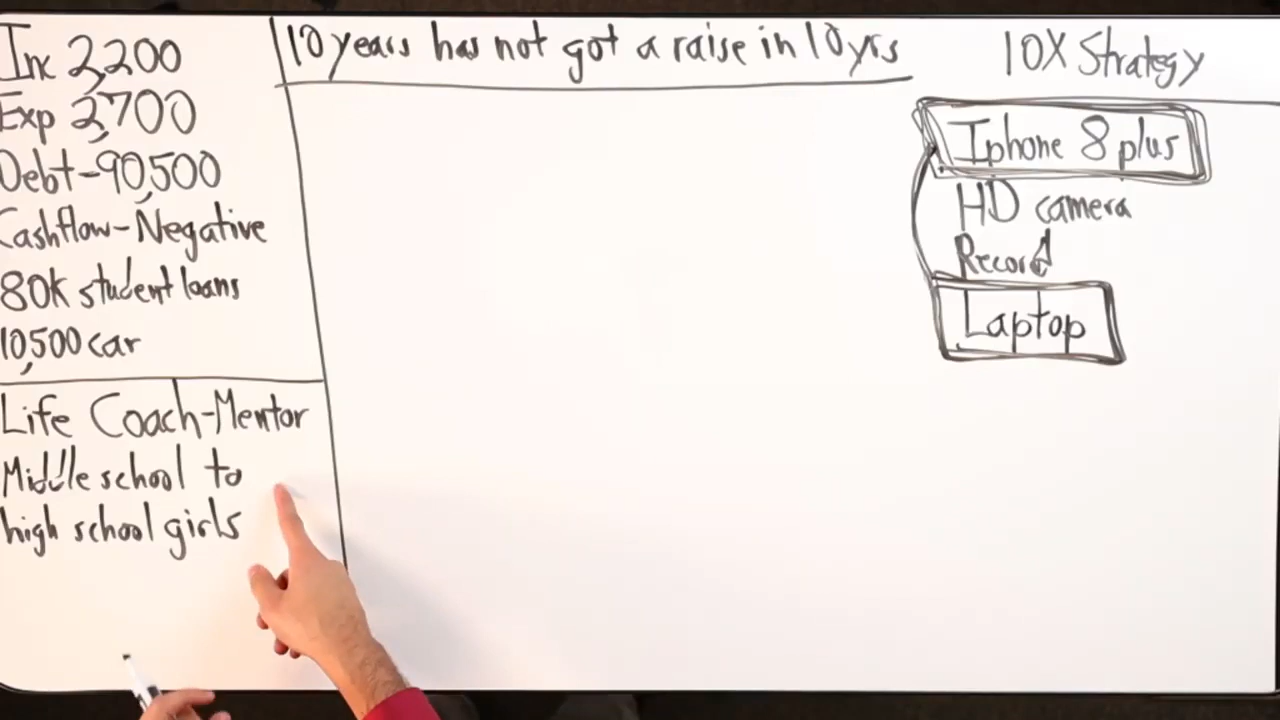 Inc 2,200
Exp 2,700
Debt-90,500
Cashflow-Negative
80K student loans
10,500 car
Life Coach-Mentor
Middle school to
high school girls
10 years has not got a raise in 10 yrs
10X Strategy
Iphone 8 plus
HD camera
Record
Laptop